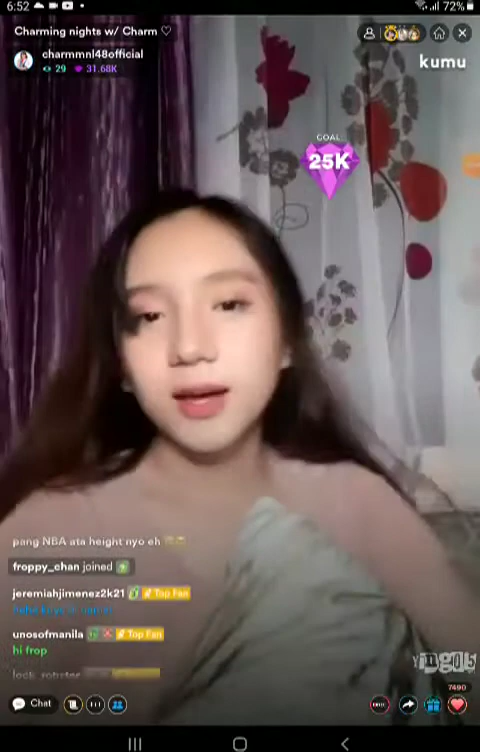 6:52
72%
Charming nights w/ Charm ♡
charmmnl48official
29 31.68K
kumu
GOAL
25K
pang NBA ata height nyo eh
froppy_chan joined
jeremiahjimenez2k21 Top Fan
unosofmanila Top Fan
hi frop
7490
Chat